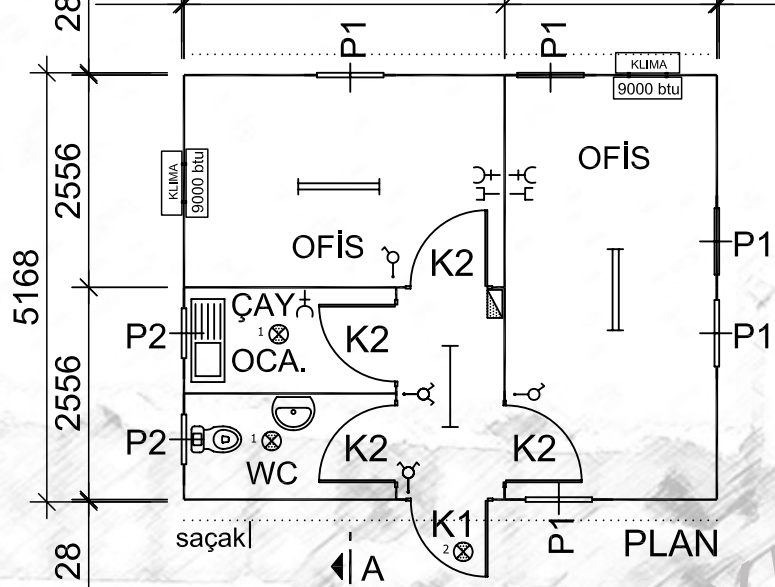 28
P1
P1
KLIMA
9000 btu
2556
KLIMA
9000 btu
OFİS
OFİS
K2
P1
5168
ÇAY
1
OCA.
P2
K2
P1
2556
P2
1
WC
K2
K2
saçak
K1
2
P1
PLAN
28
A